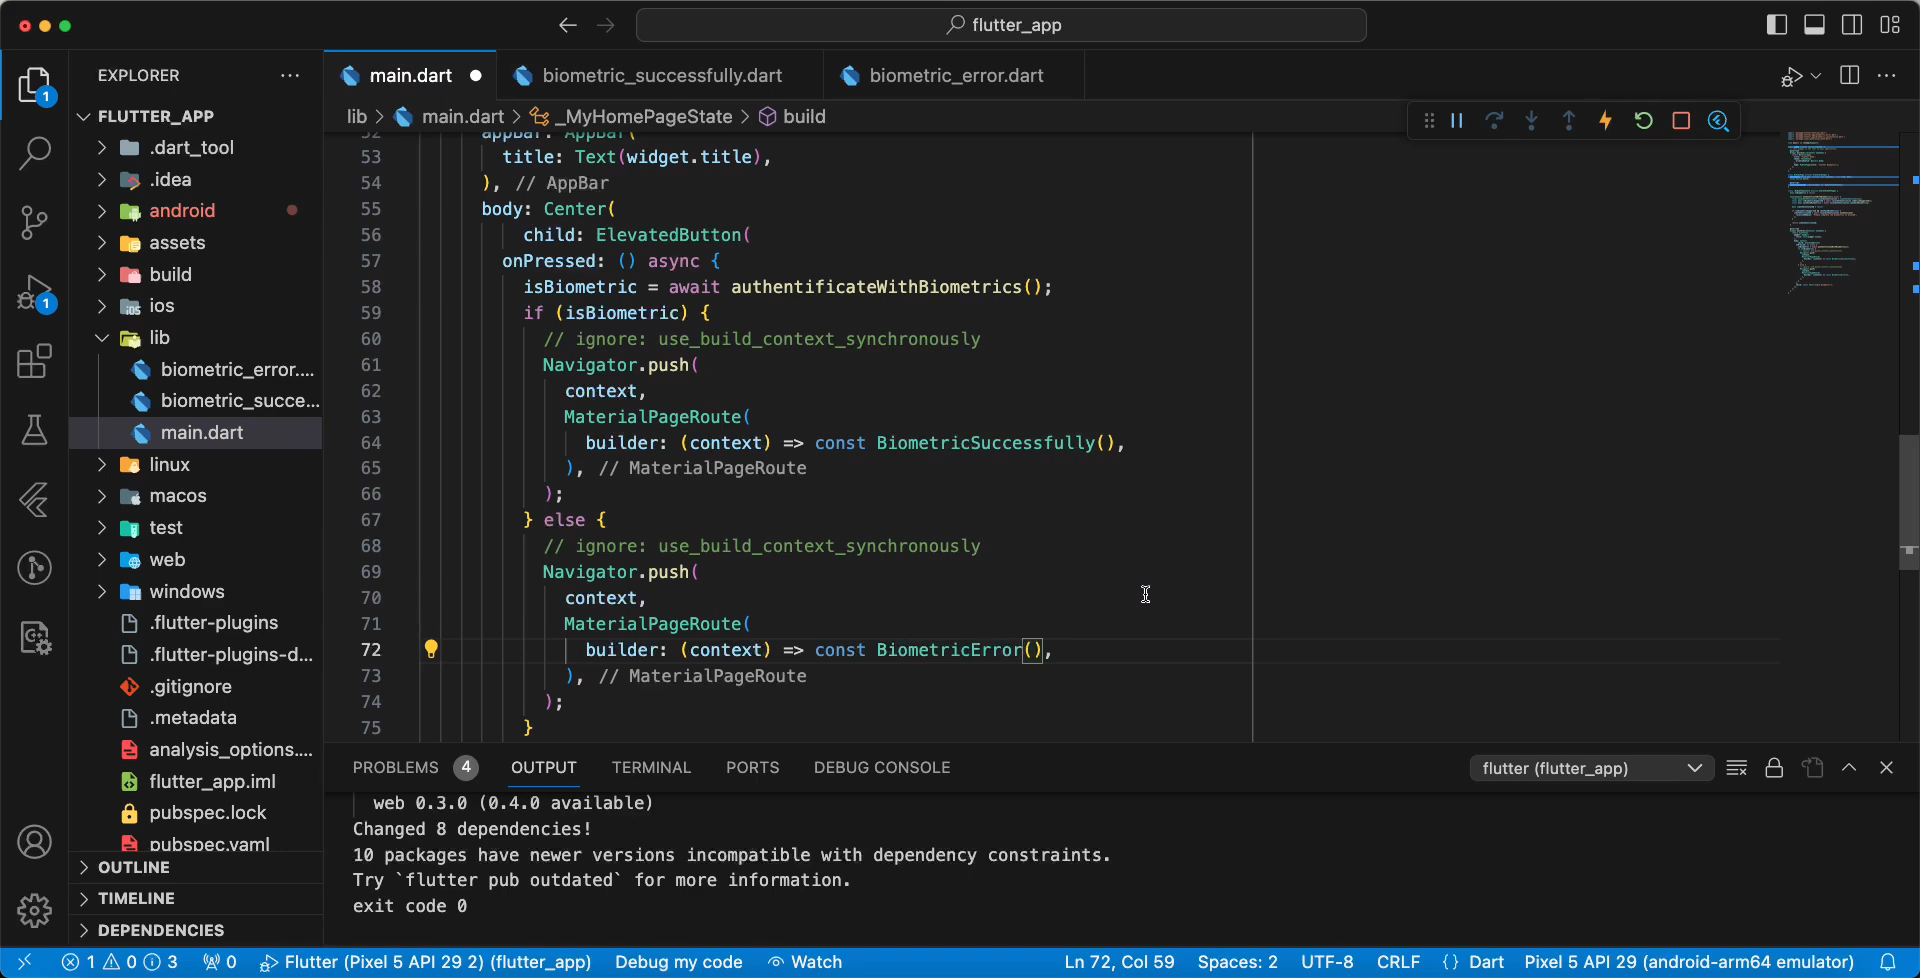 flutter_app
EXPLORER
main.dart
biometric_successfully.dart
biometric_error.dart
1
FLUTTER_APP
lib > main.dart > _MyHomePageState > build
.dart_tool
.idea
android
assets
build
ios
lib
biometric_error....
biometric_succe...
main.dart
linux
macos
test
web
windows
.flutter-plugins
.flutter-plugins-d...
.gitignore
.metadata
analysis_options....
flutter_app.iml
pubspec.lock
pubspec.yaml
OUTLINE
TIMELINE
DEPENDENCIES
1
52 appBar: AppBar(
53 title: Text(widget.title),
54 ), // AppBar
55 body: Center(
56 child: ElevatedButton(
57 onPressed: () async {
58 isBiometric = await authentificateWithBiometrics();
59 if (isBiometric) {
60 // ignore: use_build_context_synchronously
61 Navigator.push(
62 context,
63 MaterialPageRoute(
64 builder: (context) => const BiometricSuccessfully(),
65 ), // MaterialPageRoute
66 );
67 } else {
68 // ignore: use_build_context_synchronously
69 Navigator.push(
70 context,
71 MaterialPageRoute(
72 builder: (context) => const BiometricError(),
73 ), // MaterialPageRoute
74 );
75 }
PROBLEMS 4 OUTPUT TERMINAL PORTS DEBUG CONSOLE
flutter (flutter_app)
web 0.3.0 (0.4.0 available)
Changed 8 dependencies!
10 packages have newer versions incompatible with dependency constraints.
Try `flutter pub outdated` for more information.
exit code 0
1 0 3 0 Flutter (Pixel 5 API 29 2) (flutter_app) Debug my code Watch Ln 72, Col 59 Spaces: 2 UTF-8 CRLF {} Dart Pixel 5 API 29 (android-arm64 emulator)